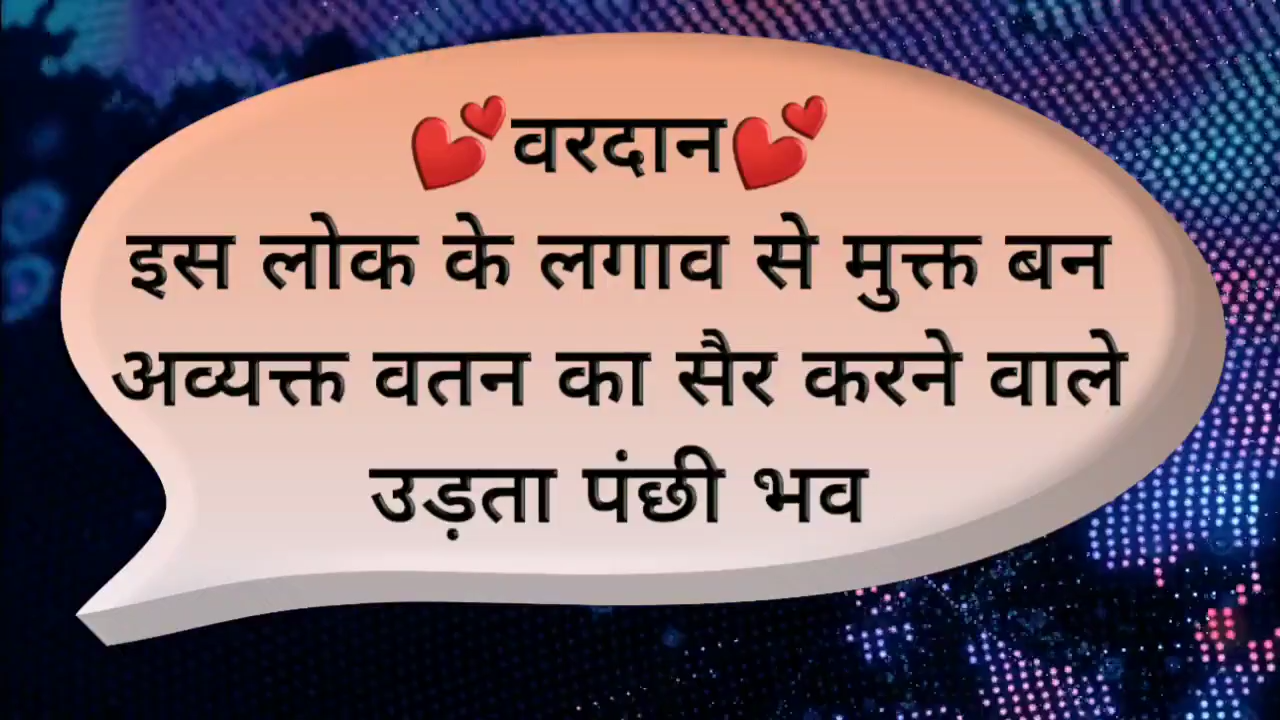 💕वरदान💕
इस लोक के लगाव से मुक्त बन
अव्यक्त वतन का सैर करने वाले
उड़ता पंछी भव